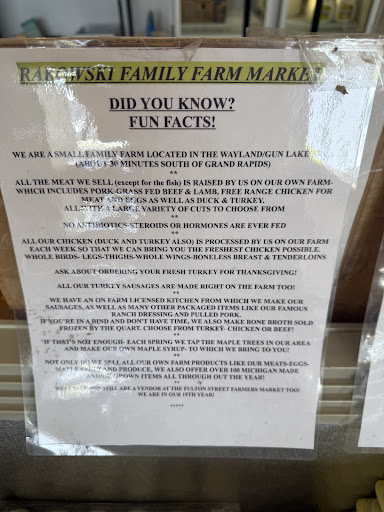 RAKOWSKI FAMILY FARM MARKET
DID YOU KNOW?
FUN FACTS!
WE ARE A SMALL FAMILY FARM LOCATED IN THE WAYLAND/GUN LAKE
(ABOUT 30 MINUTES SOUTH OF GRAND RAPIDS)
**
ALL THE MEAT WE SELL (except for the fish) IS RAISED BY US ON OUR OWN FARM-
WHICH INCLUDES PORK-GRASS FED BEEF & LAMB, FREE RANGE CHICKEN FOR
MEAT AND EGGS AS WELL AS DUCK & TURKEY.
ALL WITH A LARGE VARIETY OF CUTS TO CHOOSE FROM
**
NO ANTIBIOTICS-STEROIDS OR HORMONES ARE EVER FED
**
ALL OUR CHICKEN (DUCK AND TURKEY ALSO) IS PROCESSED BY US ON OUR FARM
EACH WEEK SO THAT WE CAN BRING YOU THE FRESHEST CHICKEN POSSIBLE.
WHOLE BIRDS- LEGS-THIGHS-WHOLE WINGS-BONELESS BREAST & TENDERLOINS
ASK ABOUT ORDERING YOUR FRESH TURKEY FOR THANKSGIVING!
ALL OUR TURKEY SAUSAGES ARE MADE RIGHT ON THE FARM TOO!
**
WE HAVE AN ON FARM LICENSED KITCHEN FROM WHICH WE MAKE OUR
SAUSAGES, AS WELL AS MANY OTHER PACKAGED ITEMS LIKE OUR FAMOUS
RANCH DRESSING AND PULLED PORK.
IF YOU'RE IN A BIND AND DON'T HAVE TIME, WE ALSO MAKE BONE BROTH SOLD
FROZEN BY THE QUART. CHOOSE FROM TURKEY- CHICKEN OR BEEF!
**
IF THAT'S NOT ENOUGH- EACH SPRING WE TAP THE MAPLE TREES IN OUR AREA
AND MAKE OUR OWN MAPLE SYRUP- TO WHICH WE BRING TO YOU!
**
NOT ONLY DO WE SELL ALL OUR OWN FARM PRODUCTS LIKE OUR MEATS-EGGS-
MAPLE SYRUP AND PRODUCE, WE ALSO OFFER OVER 100 MICHIGAN MADE
AND GROWN ITEMS ALL THROUGH OUT THE YEAR!
**
STILL A VENDOR AT THE FULTON STREET FARMERS MARKET TOO!
WE ARE IN OUR 19TH YEAR!
*****